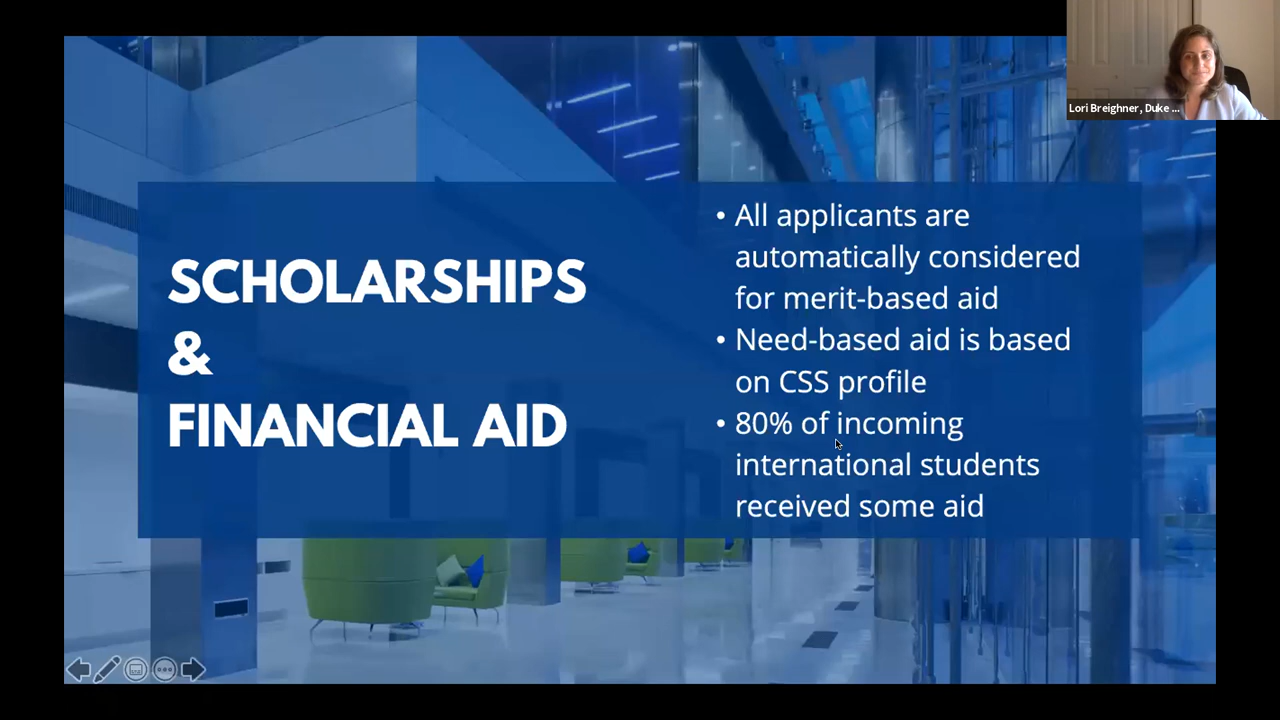 Lori Breighner, Duke ...
SCHOLARSHIPS
&
FINANCIAL AID
• All applicants are
automatically considered
for merit-based aid
• Need-based aid is based
on CSS profile
• 80% of incoming
international students
received some aid